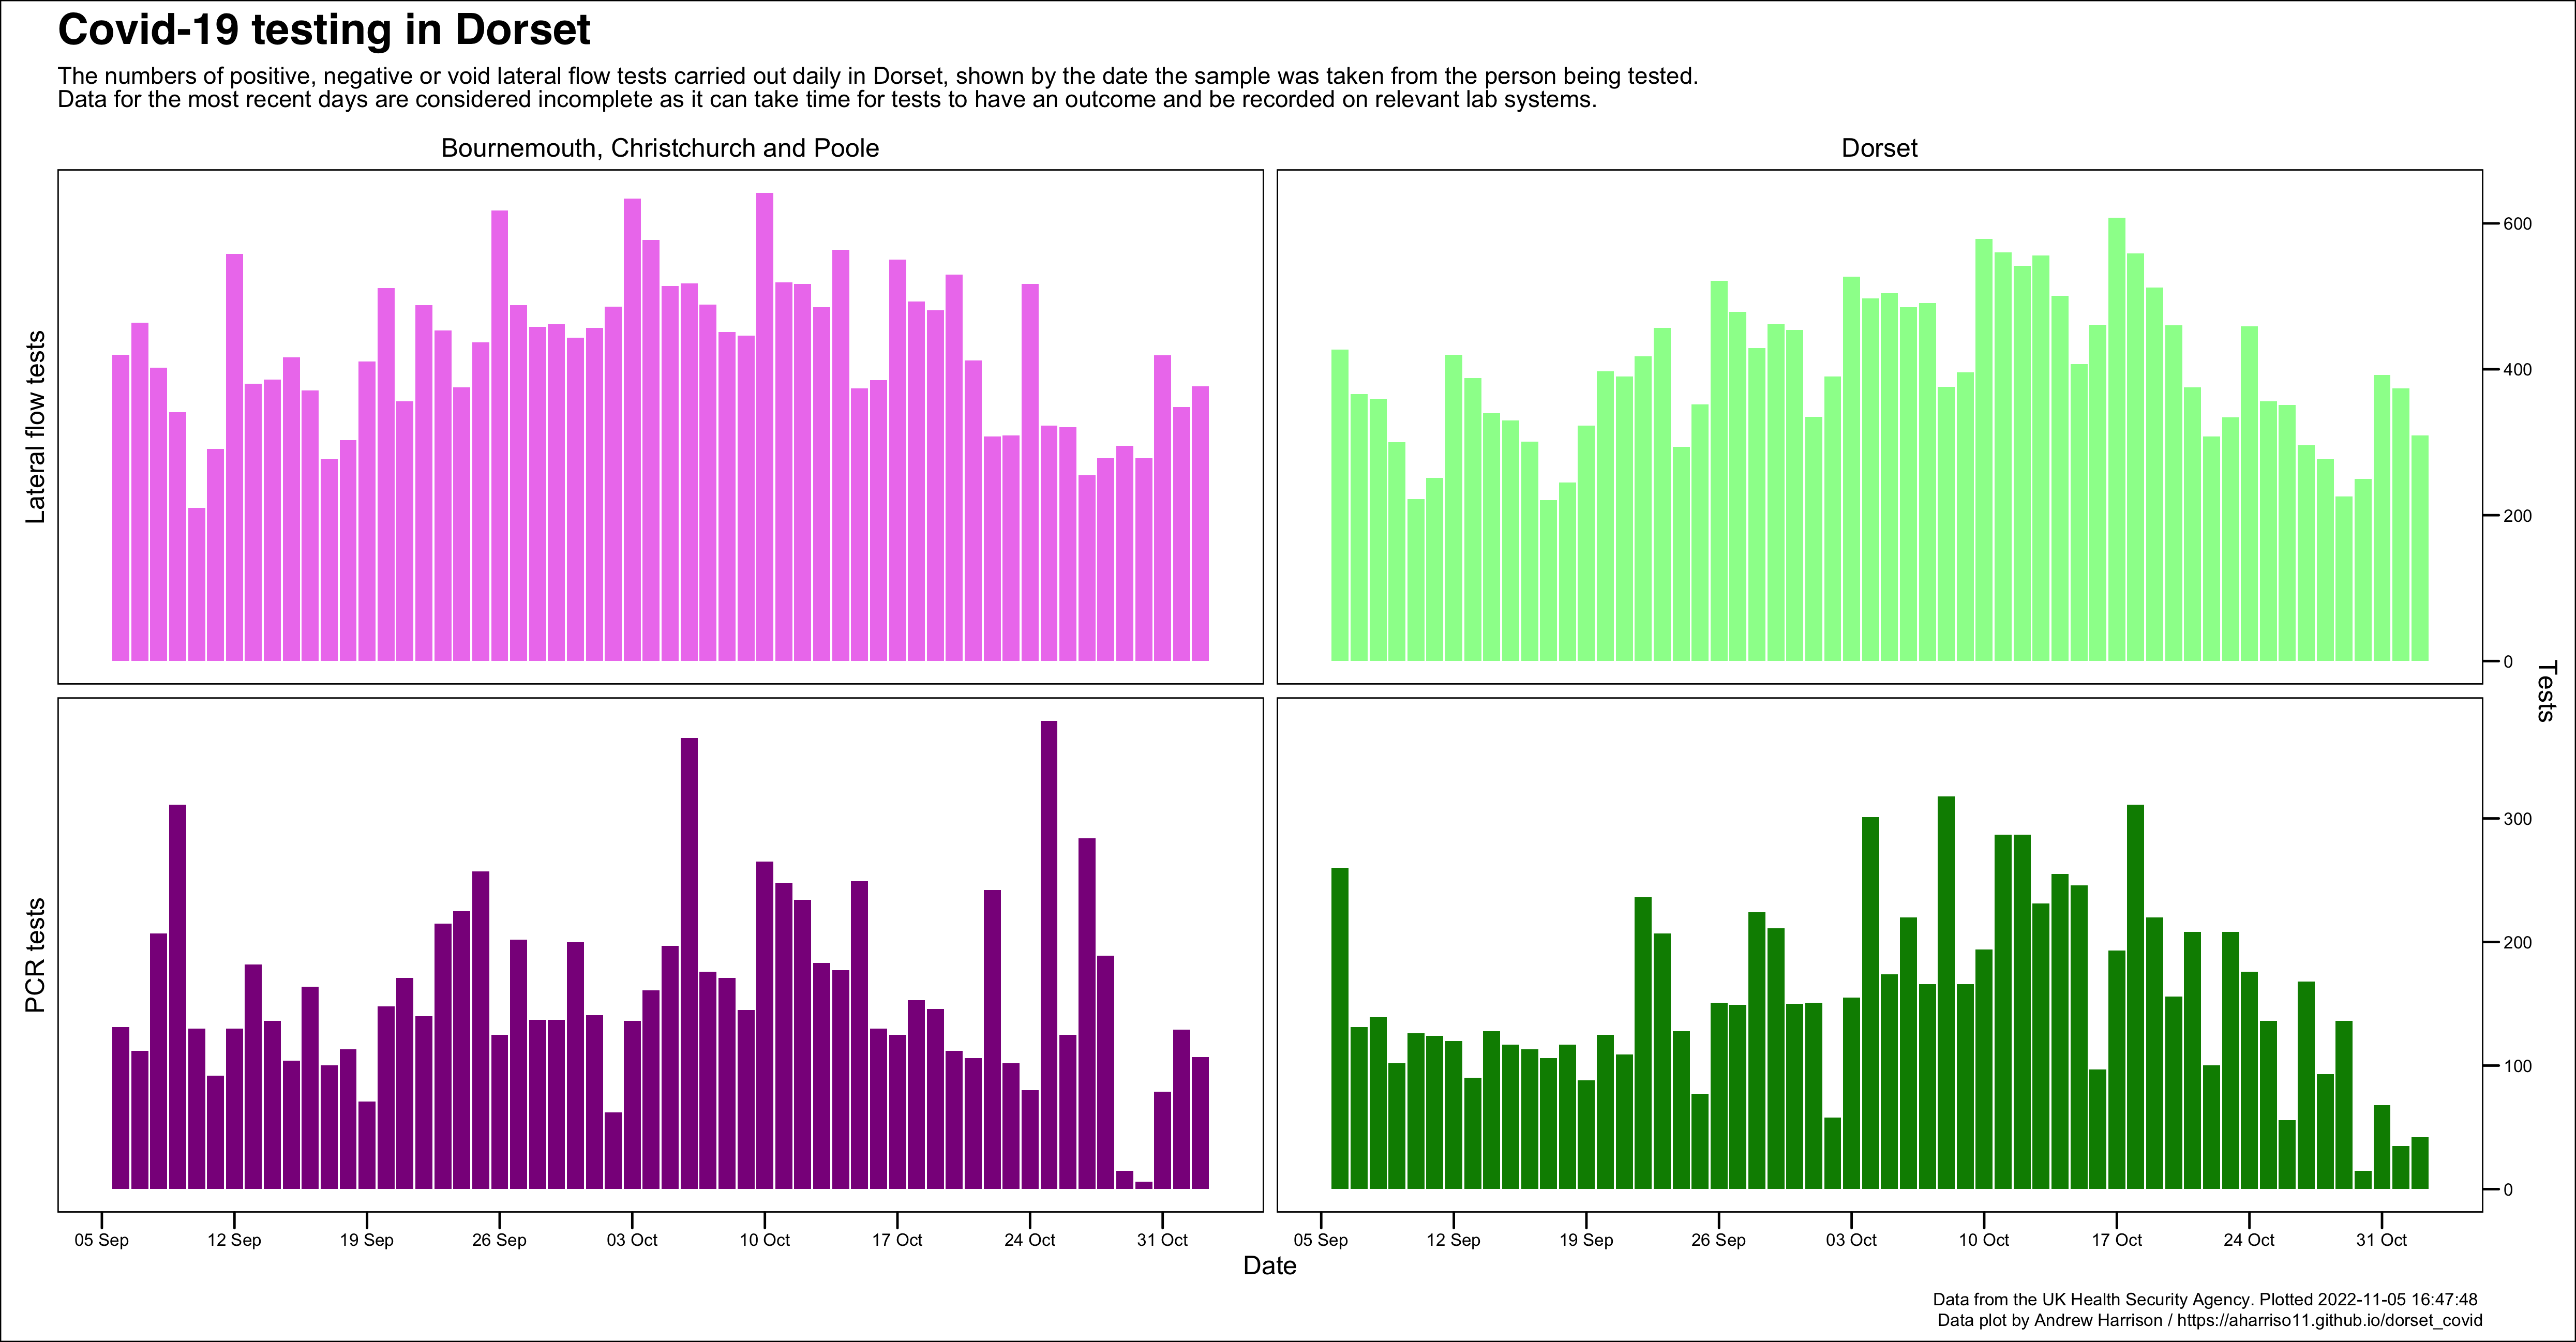 Covid-19 testing in Dorset
The numbers of positive, negative or void lateral flow tests carried out daily in Dorset, shown by the date the sample was taken from the person being tested.
Data for the most recent days are considered incomplete as it can take time for tests to have an outcome and be recorded on relevant lab systems.
Bournemouth, Christchurch and Poole
Dorset
Lateral flow tests
600
400
200
0
Tests
PCR tests
300
200
100
0
05 Sep
12 Sep
19 Sep
26 Sep
03 Oct
10 Oct
17 Oct
24 Oct
31 Oct
05 Sep
12 Sep
19 Sep
26 Sep
03 Oct
10 Oct
17 Oct
24 Oct
31 Oct
Date
Data from the UK Health Security Agency. Plotted 2022-11-05 16:47:48
Data plot by Andrew Harrison / https://aharriso11.github.io/dorset_covid